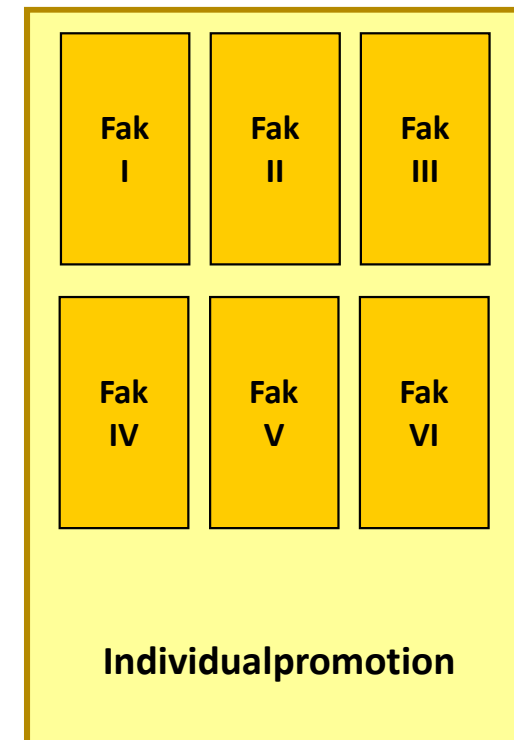 Fak
I
Fak
II
Fak
III
Fak
IV
Fak
V
Fak
VI
Individualpromotion